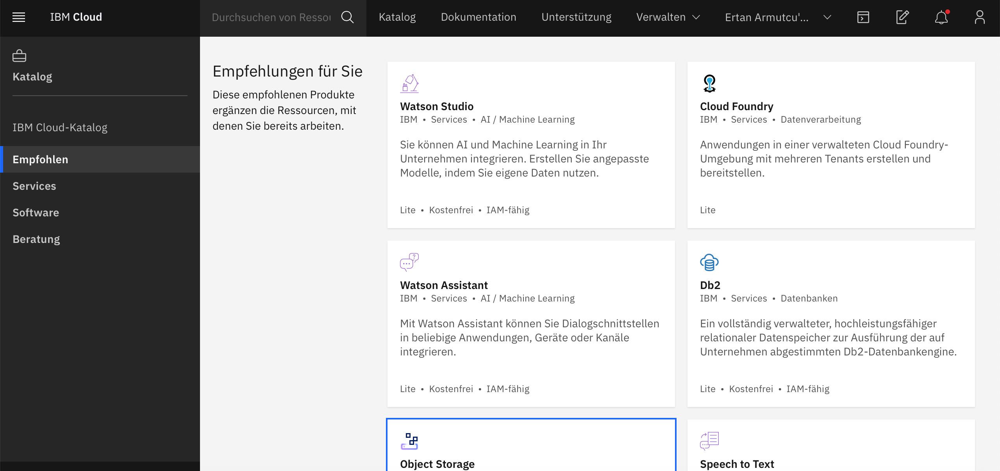 IBM Cloud
Durchsuchen von Ressou
Katalog
Dokumentation
Unterstützung
Verwalten
Ertan Armutcu'...
Katalog
IBM Cloud-Katalog
Empfohlen
Services
Software
Beratung
Empfehlungen für Sie
Diese empfohlenen Produkte
ergänzen die Ressourcen, mit
denen Sie bereits arbeiten.
Watson Studio
IBM • Services • AI / Machine Learning
Sie können AI und Machine Learning in Ihr
Unternehmen integrieren. Erstellen Sie angepasste
Modelle, indem Sie eigene Daten nutzen.
Lite • Kostenfrei • IAM-fähig
Cloud Foundry
IBM • Services • Datenverarbeitung
Anwendungen in einer verwalteten Cloud Foundry-
Umgebung mit mehreren Tenants erstellen und
bereitstellen.
Lite
Watson Assistant
IBM • Services • AI / Machine Learning
Mit Watson Assistant können Sie Dialogschnittstellen
in beliebige Anwendungen, Geräte oder Kanäle
integrieren.
Lite • Kostenfrei • IAM-fähig
Db2
IBM • Services • Datenbanken
Ein vollständig verwalteter, hochleistungsfähiger
relationaler Datenspeicher zur Ausführung der auf
Unternehmen abgestimmten Db2-Datenbankengine.
Lite • Kostenfrei • IAM-fähig
Object Storage
Speech to Text